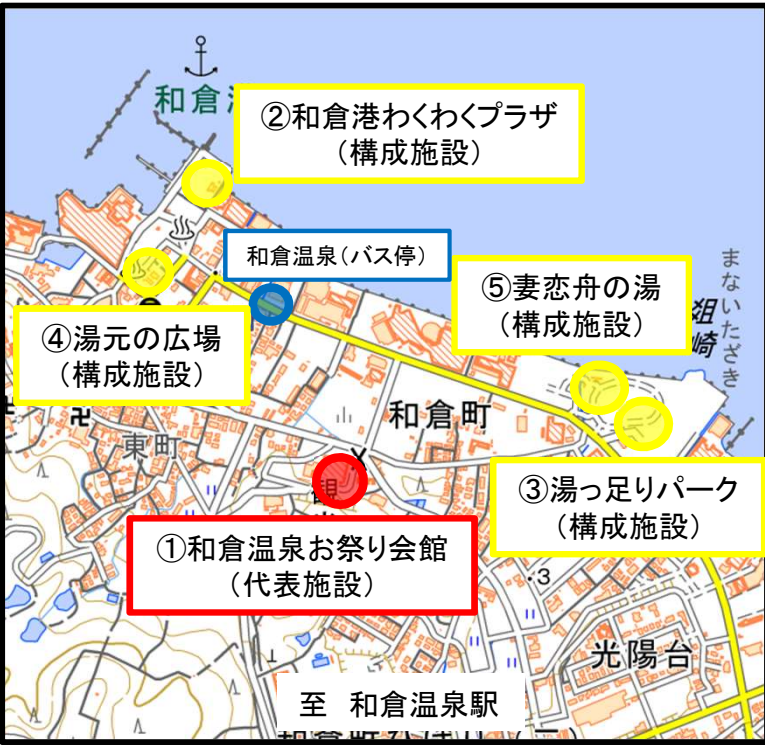 和倉
②和倉港わくわくプラザ
(構成施設)
和倉温泉(バス停)
⑤妻恋舟の湯
(構成施設)
まないたざき
俎
崎
④湯元の広場
(構成施設)
和倉町
東町
③湯っ足りパーク
(構成施設)
①和倉温泉お祭り会館
(代表施設)
・3
光陽台
至 和倉温泉駅